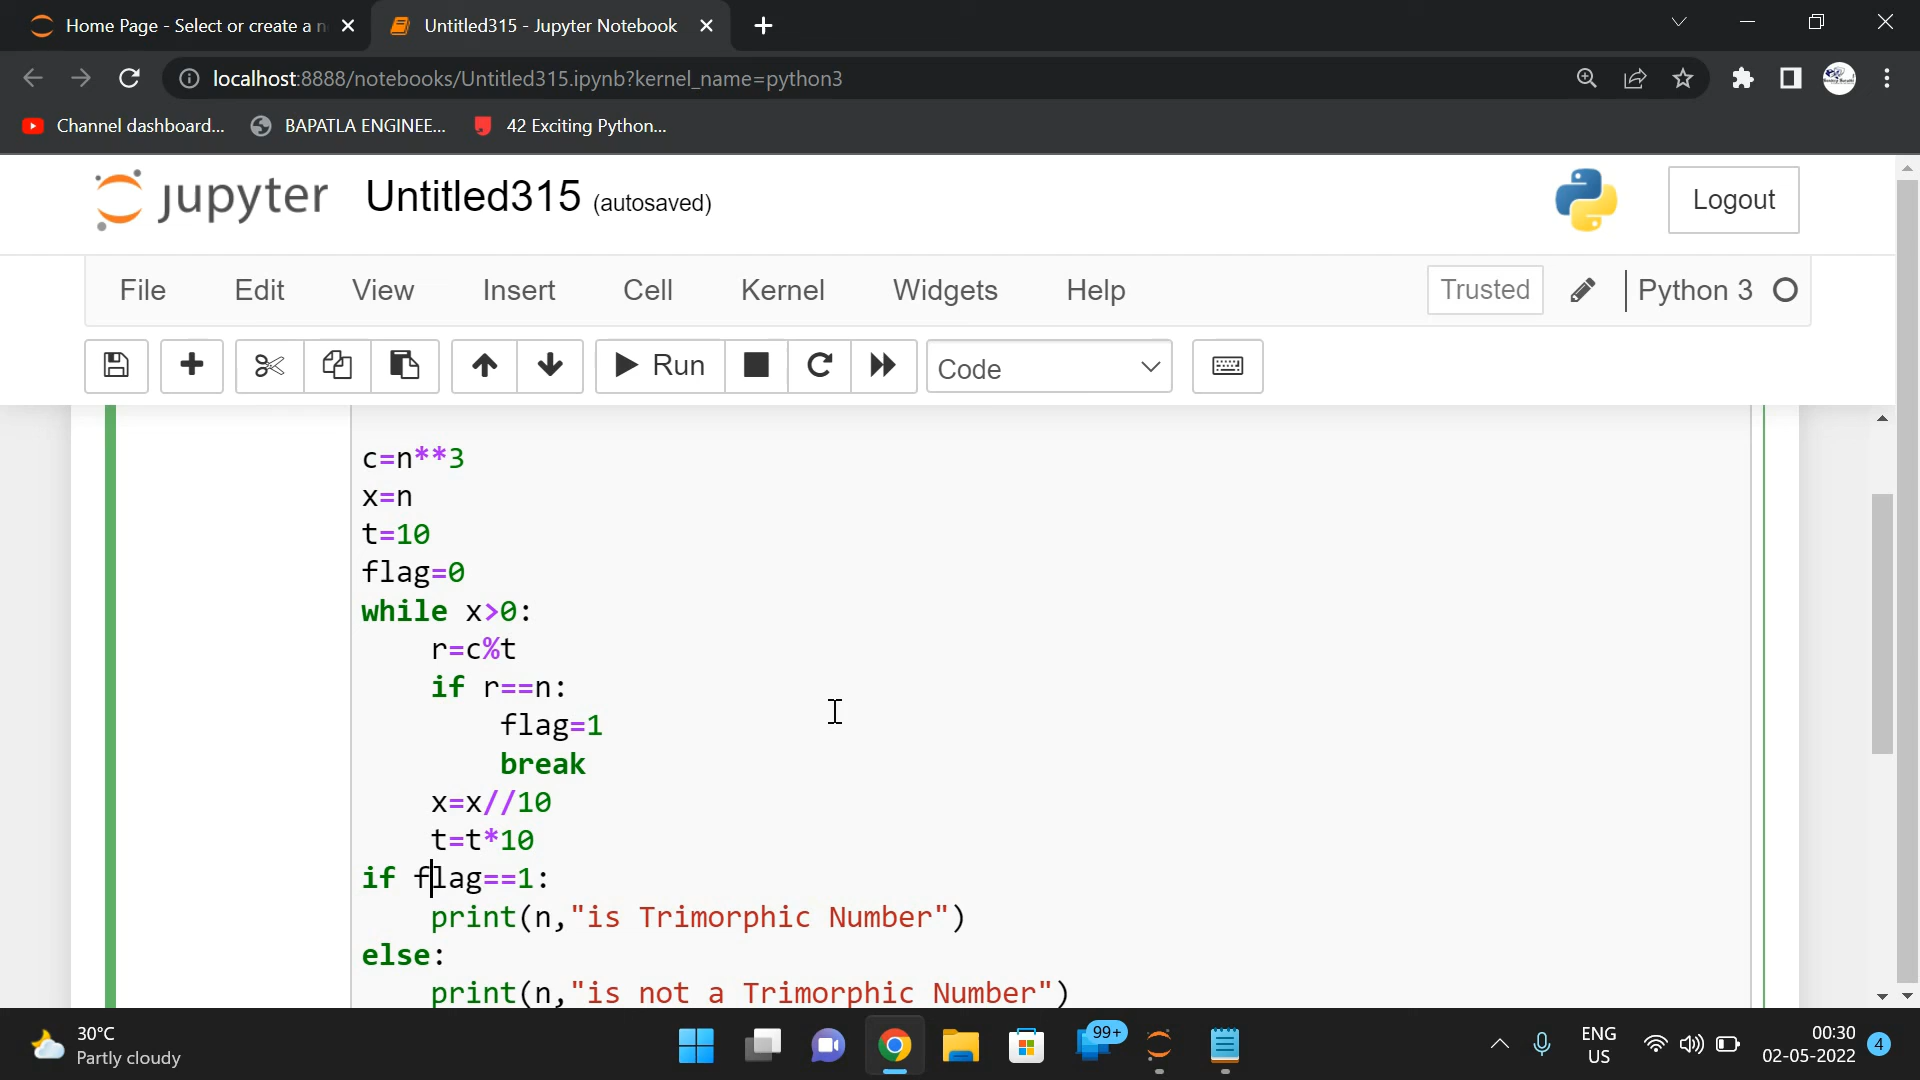 Home Page - Select or create a n
Untitled315 - Jupyter Notebook
localhost:8888/notebooks/Untitled315.ipynb?kernel_name=python3
Channel dashboard...
BAPATLA ENGINEE...
42 Exciting Python...
jupyter
Untitled315 (autosaved)
Logout
File
Edit
View
Insert
Cell
Kernel
Widgets
Help
Trusted
Python 3
Run
Code
c=n**3
x=n
t=10
flag=0
while x>0:
    r=c%t
    if r==n:
        flag=1
        break
    x=x//10
    t=t*10
if flag==1:
    print(n,"is Trimorphic Number")
else:
    print(n,"is not a Trimorphic Number")
30°C
Partly cloudy
99+
ENG
US
00:30
02-05-2022
4